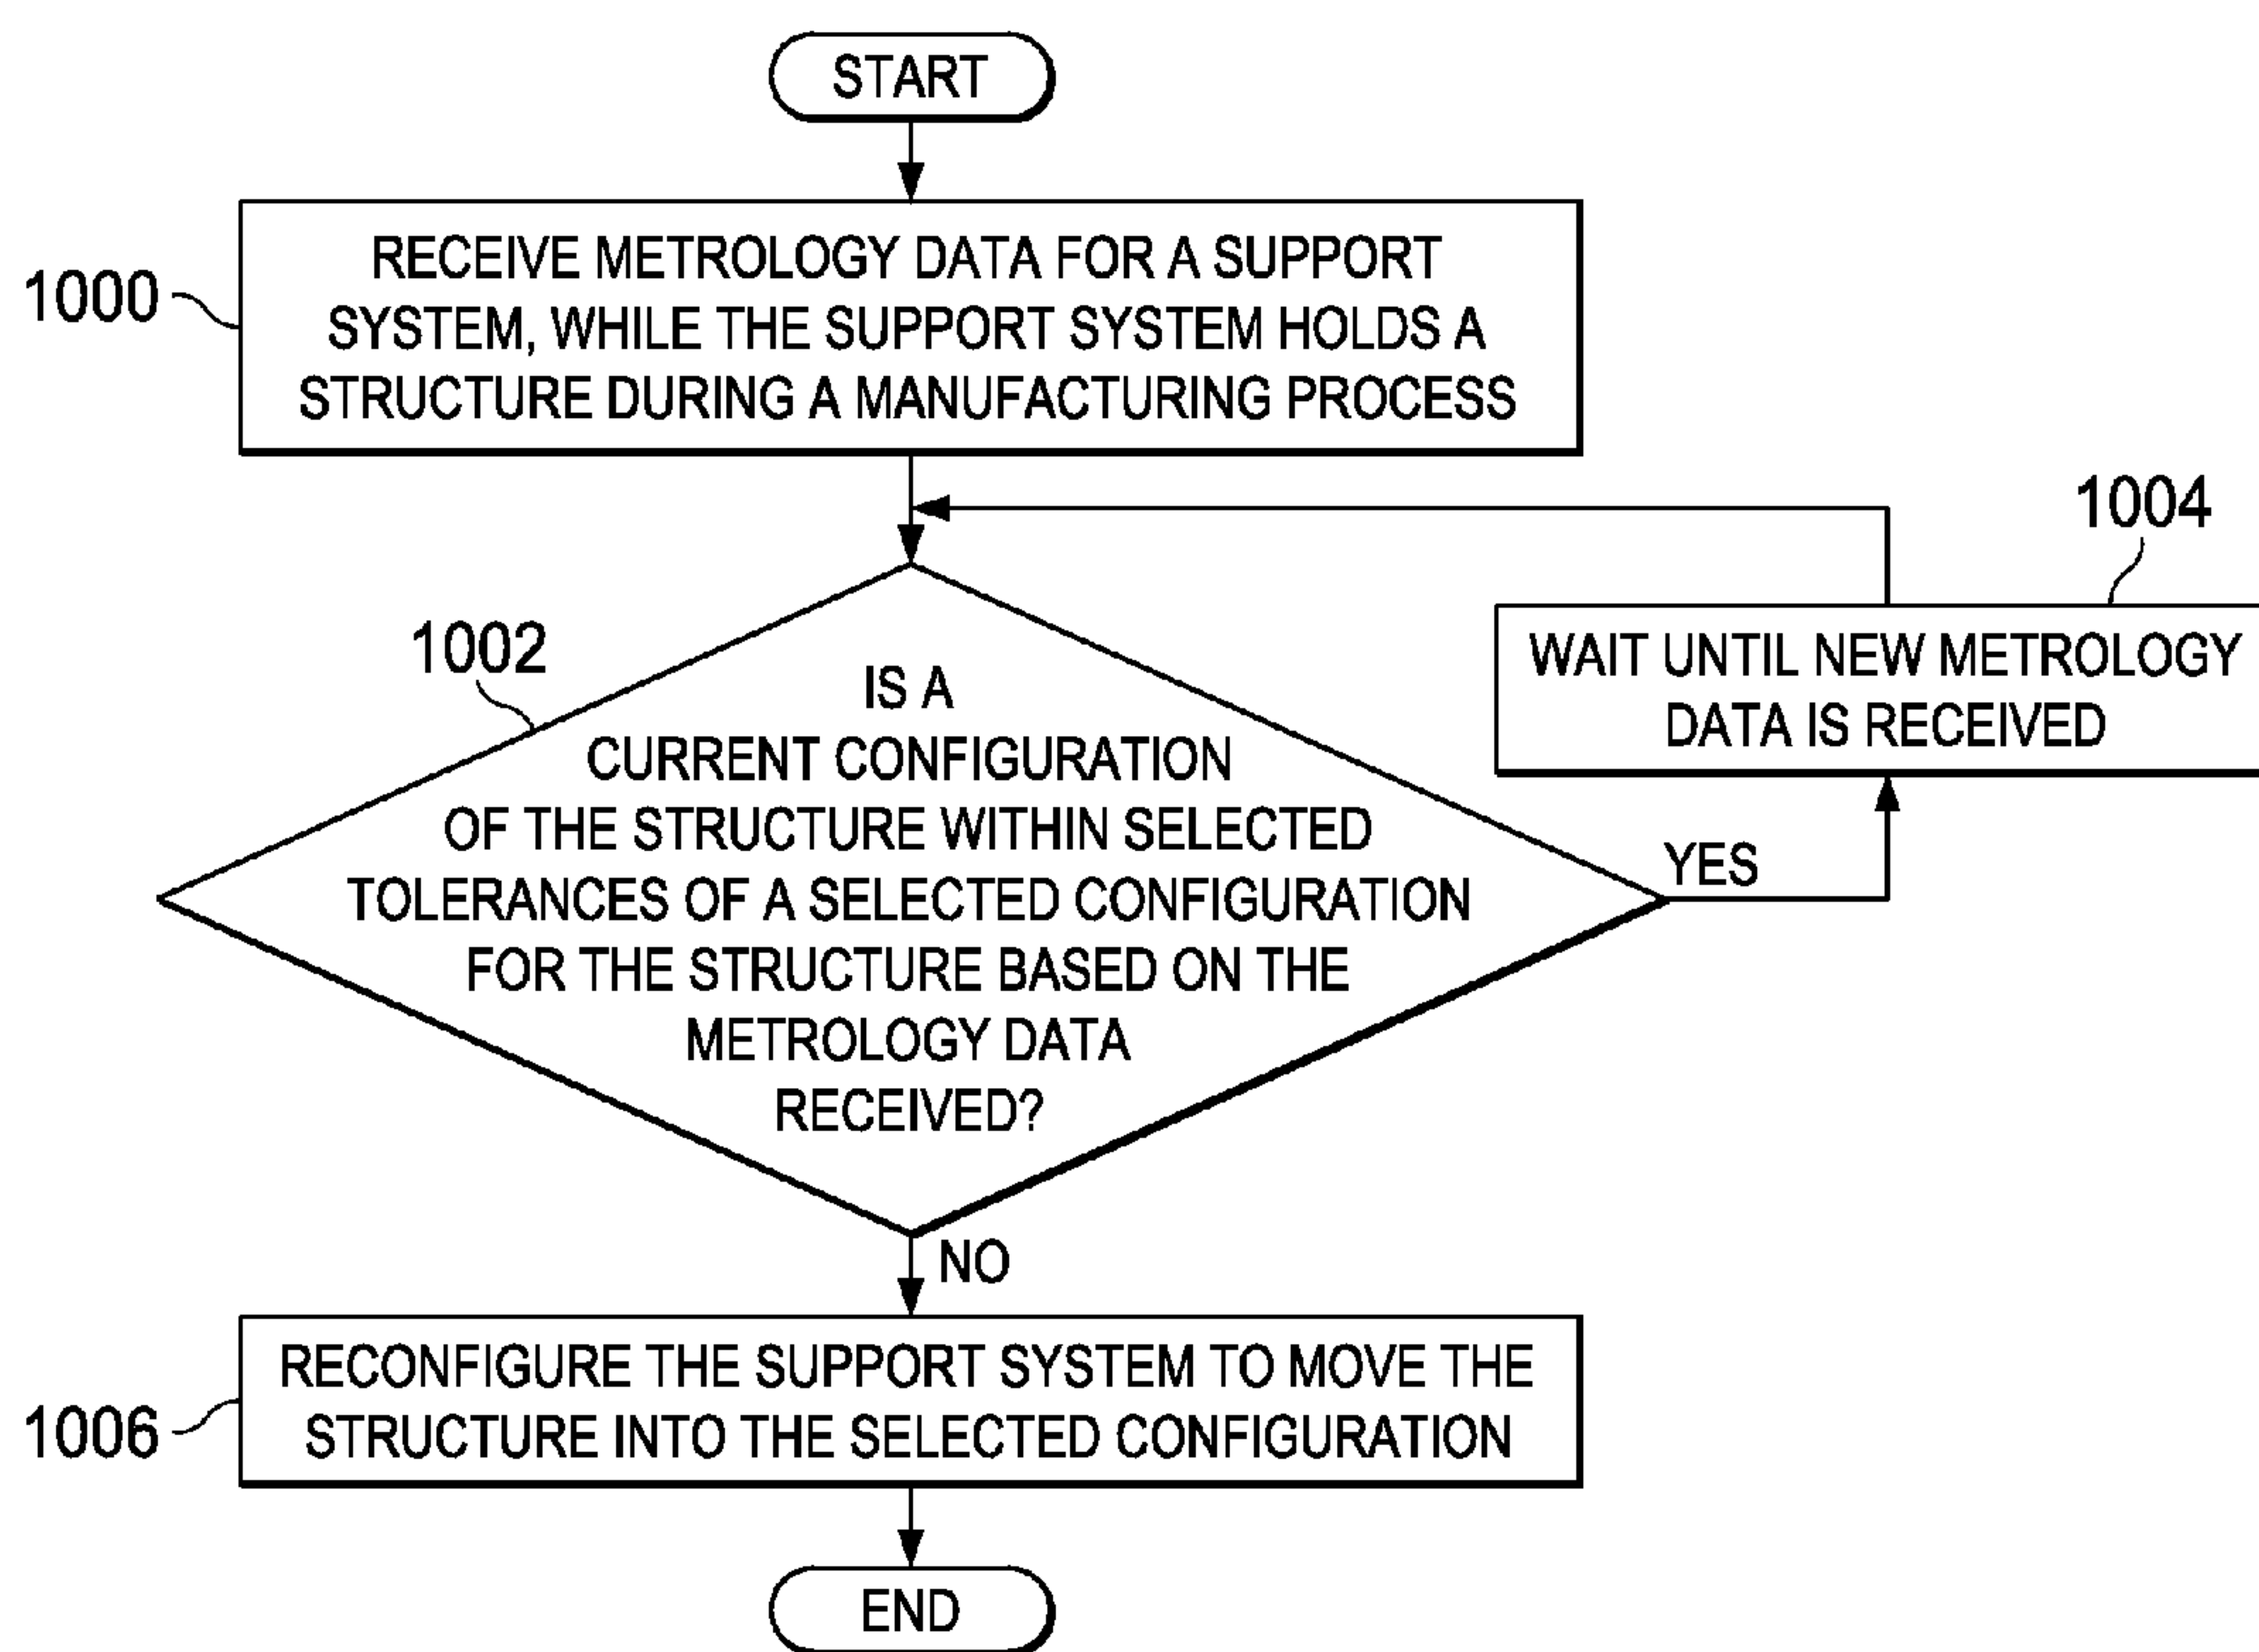 START
1000
RECEIVE METROLOGY DATA FOR A SUPPORT
SYSTEM, WHILE THE SUPPORT SYSTEM HOLDS A
STRUCTURE DURING A MANUFACTURING PROCESS
1002
IS A
CURRENT CONFIGURATION
OF THE STRUCTURE WITHIN SELECTED
TOLERANCES OF A SELECTED CONFIGURATION
FOR THE STRUCTURE BASED ON THE
METROLOGY DATA
RECEIVED?
YES
1004
WAIT UNTIL NEW METROLOGY
DATA IS RECEIVED
NO
1006
RECONFIGURE THE SUPPORT SYSTEM TO MOVE THE
STRUCTURE INTO THE SELECTED CONFIGURATION
END